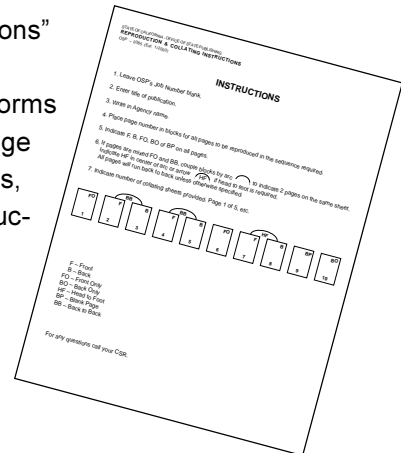 ons”
orms
ge
s,
uc-
STATE OF CALIFORNIA - OFFICE OF STATE PUBLISHING
REPRODUCTION & COLLATING INSTRUCTIONS
INSTRUCTIONS
1. Leave OSP's Job Number blank.
2. Enter title of publication.
3. Write in Agency name.
4. Place page number in blocks for all pages to be reproduced in the sequence required.
5. Indicate F, B, FO, BO or BP on all pages.
6. If pages are mixed FO and BB, couple blocks by arc to indicate 2 pages on the same sheet.
Indicate HF in center of arc or arrow HF if head to foot is required.
All pages will run back to back unless otherwise specified.
7. Indicate number of collating sheets provided. Page 1 of 5, etc.
FO 1
F 2 BB B 3
F 4 BB B 5
FO 6
F 7 HF B 8
BP 9
BO 10
F – Front
B – Back
FO – Front Only
BO – Back Only
HF – Head to Foot
BP – Blank Page
BB – Back to Back
For any questions call your CSR.